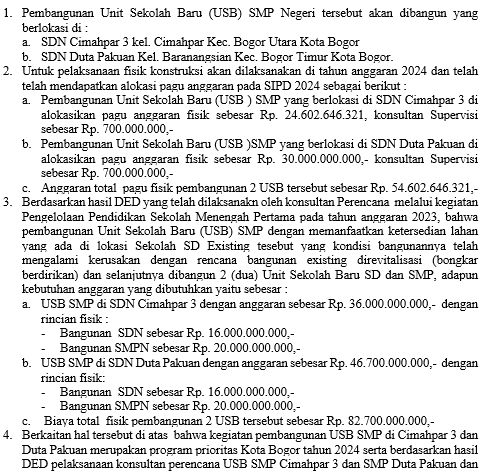 1. Pembangunan Unit Sekolah Baru (USB) SMP Negeri tersebut akan dibangun yang
berlokasi di :
a. SDN Cimahpar 3 kel. Cimahpar Kec. Bogor Utara Kota Bogor
b. SDN Duta Pakuan Kel. Baranangsian Kec. Bogor Timur Kota Bogor.
2. Untuk pelaksanaan fisik konstruksi akan dilaksanakan di tahun anggaran 2024 dan telah
telah mendapatkan alokasi pagu anggaran pada SIPD 2024 sebagai berikut :
a. Pembangunan Unit Sekolah Baru (USB ) SMP yang berlokasi di SDN Cimahpar 3 di
alokasikan pagu anggaran fisik sebesar Rp. 24.602.646.321, konsultan Supervisi
sebesar Rp. 700.000.000,-
b. Pembangunan Unit Sekolah Baru (USB )SMP yang berlokasi di SDN Duta Pakuan di
alokasikan pagu anggaran fisik sebesar Rp. 30.000.000.000,- konsultan Supervisi
sebesar Rp. 700.000.000,-
c. Anggaran total pagu fisik pembangunan 2 USB tersebut sebesar Rp. 54.602.646.321,-
3. Berdasarkan hasil DED yang telah dilaksanakn oleh konsultan Perencana melalui kegiatan
Pengelolaan Pendidikan Sekolah Menengah Pertama pada tahun anggaran 2023, bahwa
pembangunan Unit Sekolah Baru (USB) SMP dengan memanfaatkan ketersedian lahan
yang ada di lokasi Sekolah SD Existing tesebut yang kondisi bangunannya telah
mengalami kerusakan dengan rencana bangunan existing direvitalisasi (bongkar
berdirikan) dan selanjutnya dibangun 2 (dua) Unit Sekolah Baru SD dan SMP, adapun
kebutuhan anggaran yang dibutuhkan yaitu sebesar :
a. USB SMP di SDN Cimahpar 3 dengan anggaran sebesar Rp. 36.000.000.000,- dengan
rincian fisik :
- Bangunan SDN sebesar Rp. 16.000.000.000,-
- Bangunan SMPN sebesar Rp. 20.000.000.000,-
b. USB SMP di SDN Duta Pakuan dengan anggaran sebesar Rp. 46.700.000.000,- dengan
rincian fisik:
- Bangunan SDN sebesar Rp. 16.000.000.000,-
- Bangunan SMPN sebesar Rp. 20.000.000.000,-
c. Biaya total fisik pembangunan 2 USB tersebut sebesar Rp. 82.700.000.000,-
4. Berkaitan hal tersebut di atas bahwa kegiatan pembangunan USB SMP di Cimahpar 3 dan
Duta Pakuan merupakan program prioritas Kota Bogor tahun 2024 serta berdasarkan hasil
DED pelaksanaan konsultan perencana USB SMP Cimahpar 3 dan SMP Duta Pakuan dan